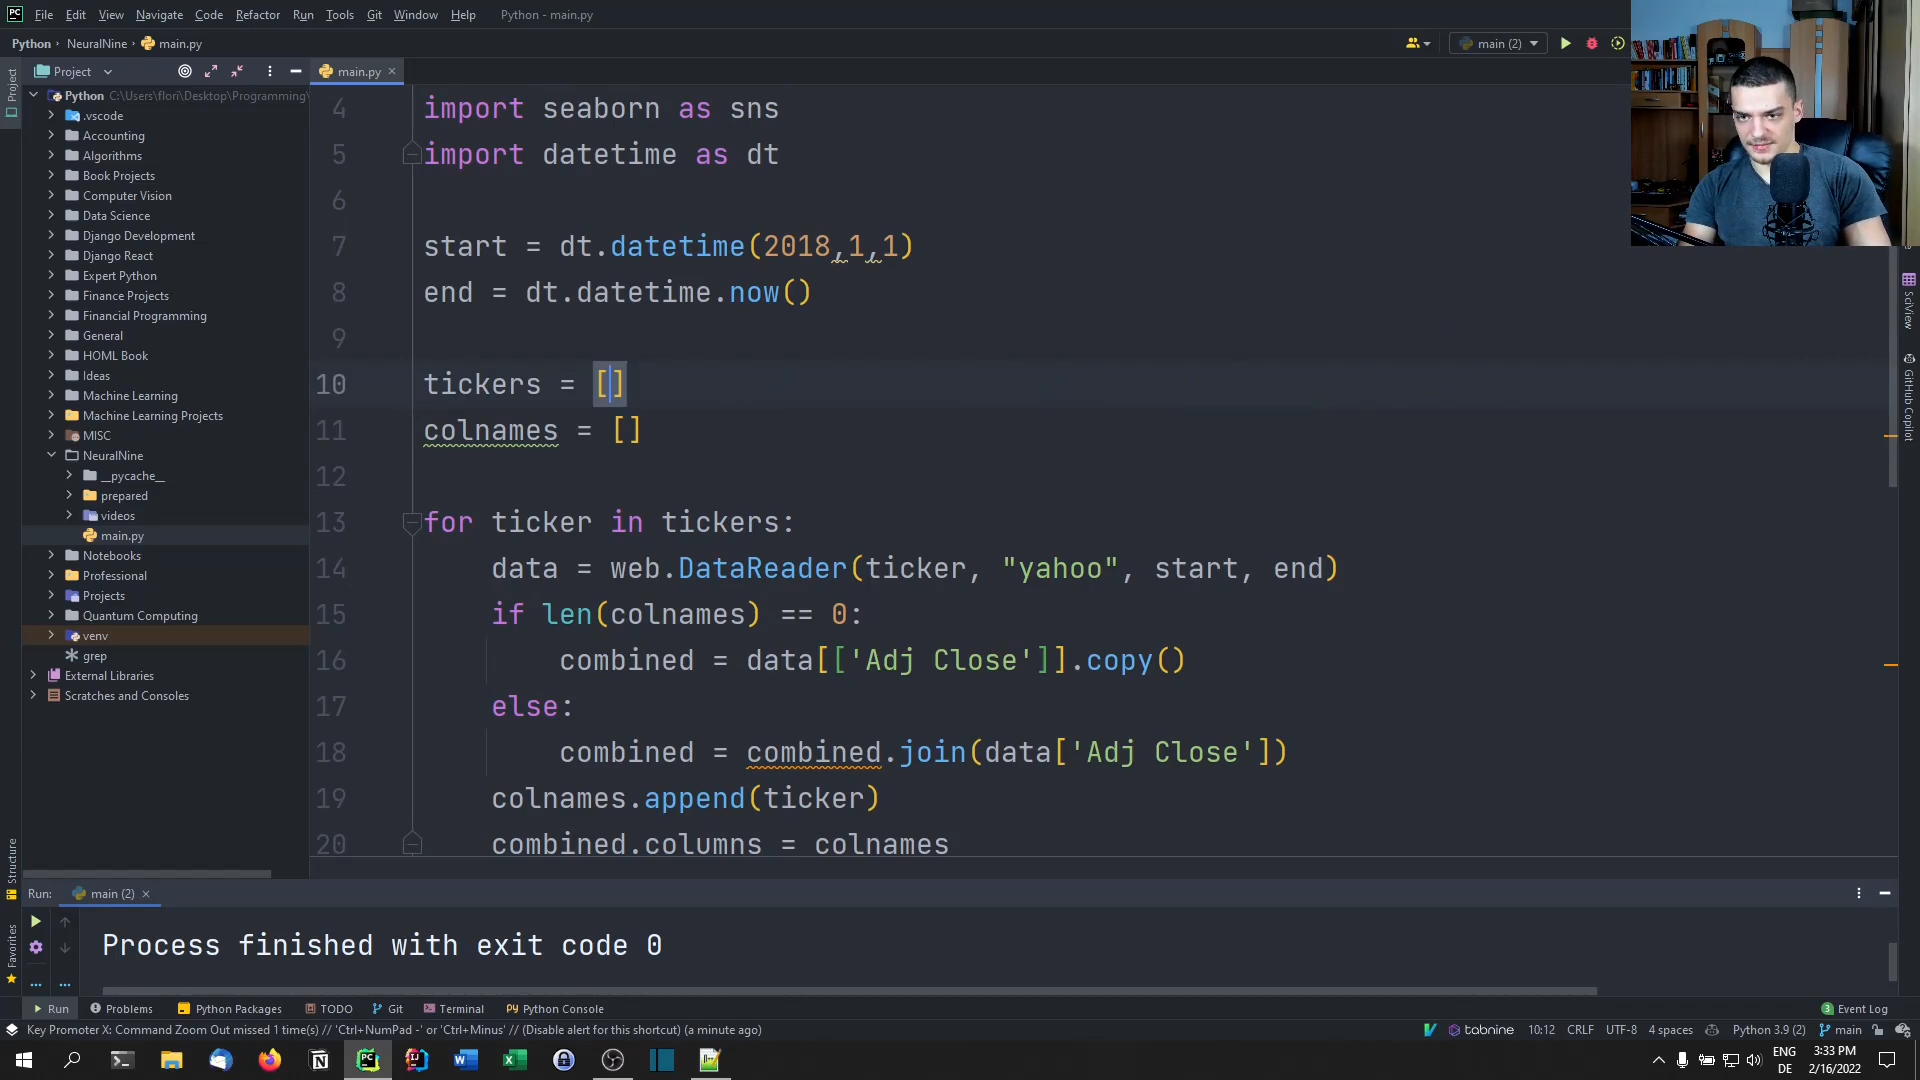 File Edit View Navigate Code Refactor Run Tools Git Window Help Python - main.py
Python › NeuralNine › main.py
main (2)
Project
main.py
Project
Python C:\Users\flori\Desktop\Programming\
.vscode
Accounting
Algorithms
Book Projects
Computer Vision
Data Science
Django Development
Django React
Expert Python
Finance Projects
Financial Programming
General
HOML Book
Ideas
Machine Learning
Machine Learning Projects
MISC
NeuralNine
__pycache__
prepared
videos
main.py
Notebooks
Professional
Projects
Quantum Computing
venv
grep
External Libraries
Scratches and Consoles
Structure
Favorites
4 import seaborn as sns
5 import datetime as dt
6
7 start = dt.datetime(2018,1,1)
8 end = dt.datetime.now()
9
10 tickers = []
11 colnames = []
12
13 for ticker in tickers:
14 data = web.DataReader(ticker, "yahoo", start, end)
15 if len(colnames) == 0:
16 combined = data[['Adj Close']].copy()
17 else:
18 combined = combined.join(data['Adj Close'])
19 colnames.append(ticker)
20 combined.columns = colnames
SciView
GitHub Copilot
Run: main (2)
Process finished with exit code 0
Run Problems Python Packages TODO Git Terminal Python Console 3 Event Log
Key Promoter X: Command Zoom Out missed 1 time(s) // 'Ctrl+NumPad -' or 'Ctrl+Minus' // (Disable alert for this shortcut) (a minute ago) tabnine 10:12 CRLF UTF-8 4 spaces Python 3.9 (2) main
ENG
DE
3:33 PM
2/16/2022